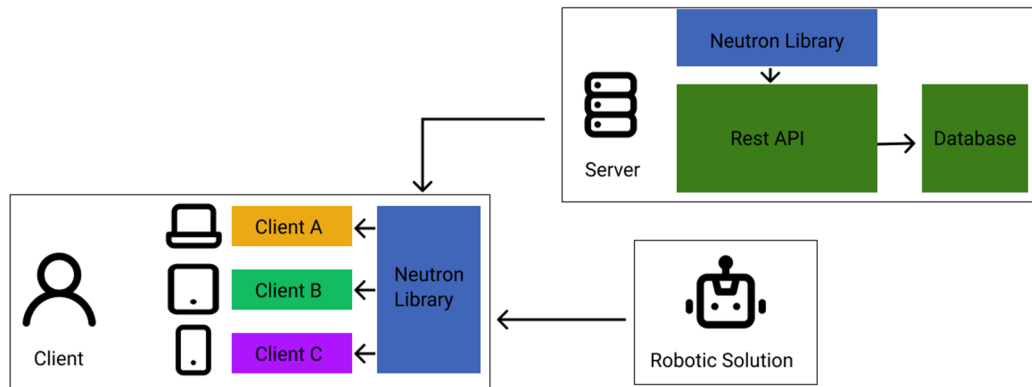 Neutron Library
Rest API
Database
Server
Client A
Client B
Client C
Neutron
Library
Client
Robotic Solution